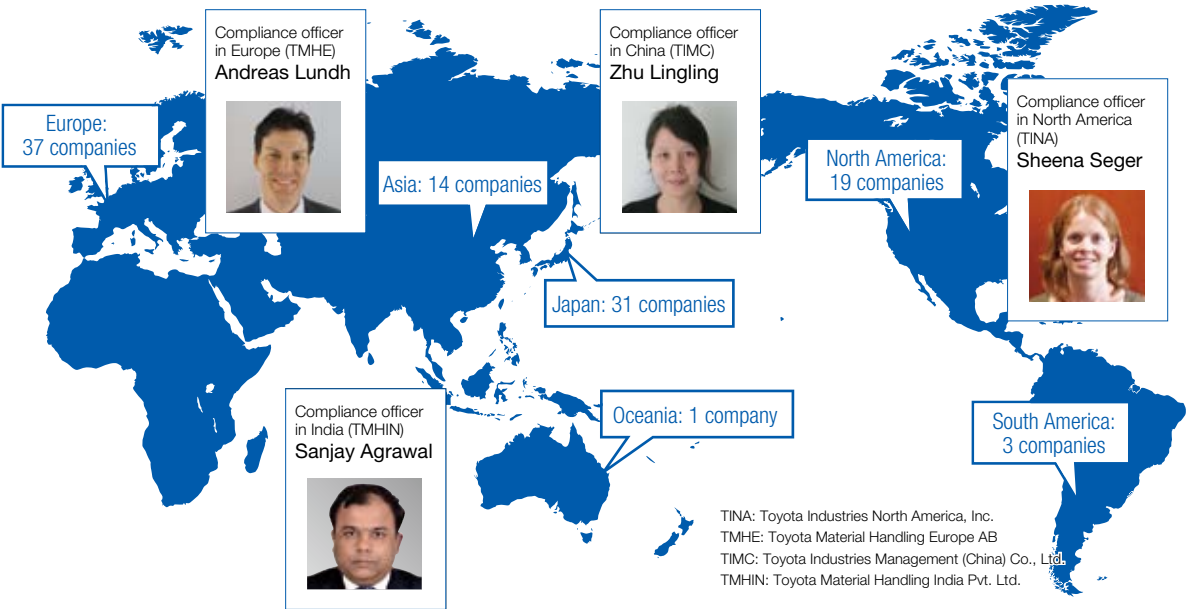 Compliance officer
in Europe (TMHE)
Andreas Lundh
Compliance officer
in China (TIMC)
Zhu Lingling
Compliance officer
in North America
(TINA)
Sheena Seger
Europe:
37 companies
Asia: 14 companies
North America:
19 companies
Japan: 31 companies
Compliance officer
in India (TMHIN)
Sanjay Agrawal
Oceania: 1 company
South America:
3 companies
TINA: Toyota Industries North America, Inc.
TMHE: Toyota Material Handling Europe AB
TIMC: Toyota Industries Management (China) Co., Ltd.
TMHIN: Toyota Material Handling India Pvt. Ltd.